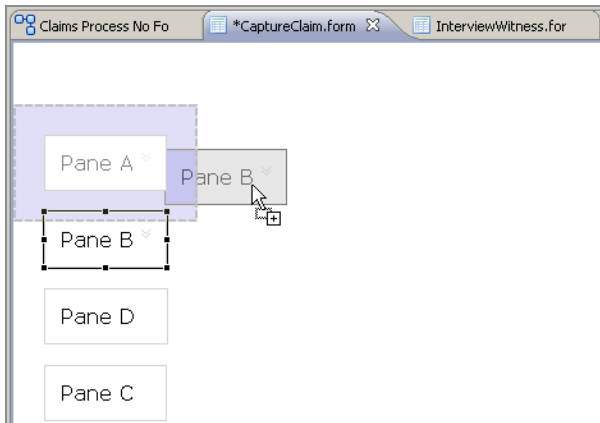 Claims Process No Fo
*CaptureClaim.form
InterviewWitness.for
Pane A
Pane B
Pane B
Pane D
Pane C